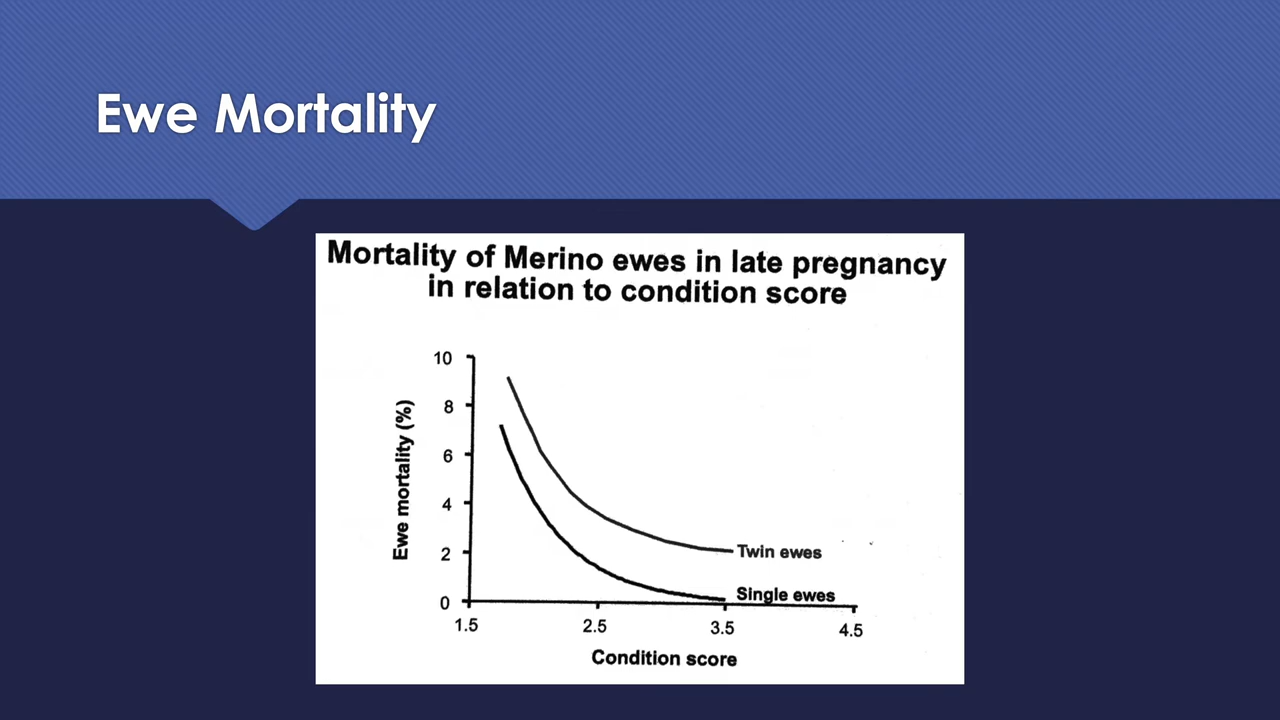 Ewe Mortality
Mortality of Merino ewes in late pregnancy
in relation to condition score
10
8
6
4
2
0
Ewe mortality (%)
Twin ewes
Single ewes
1.5 2.5 3.5 4.5
Condition score